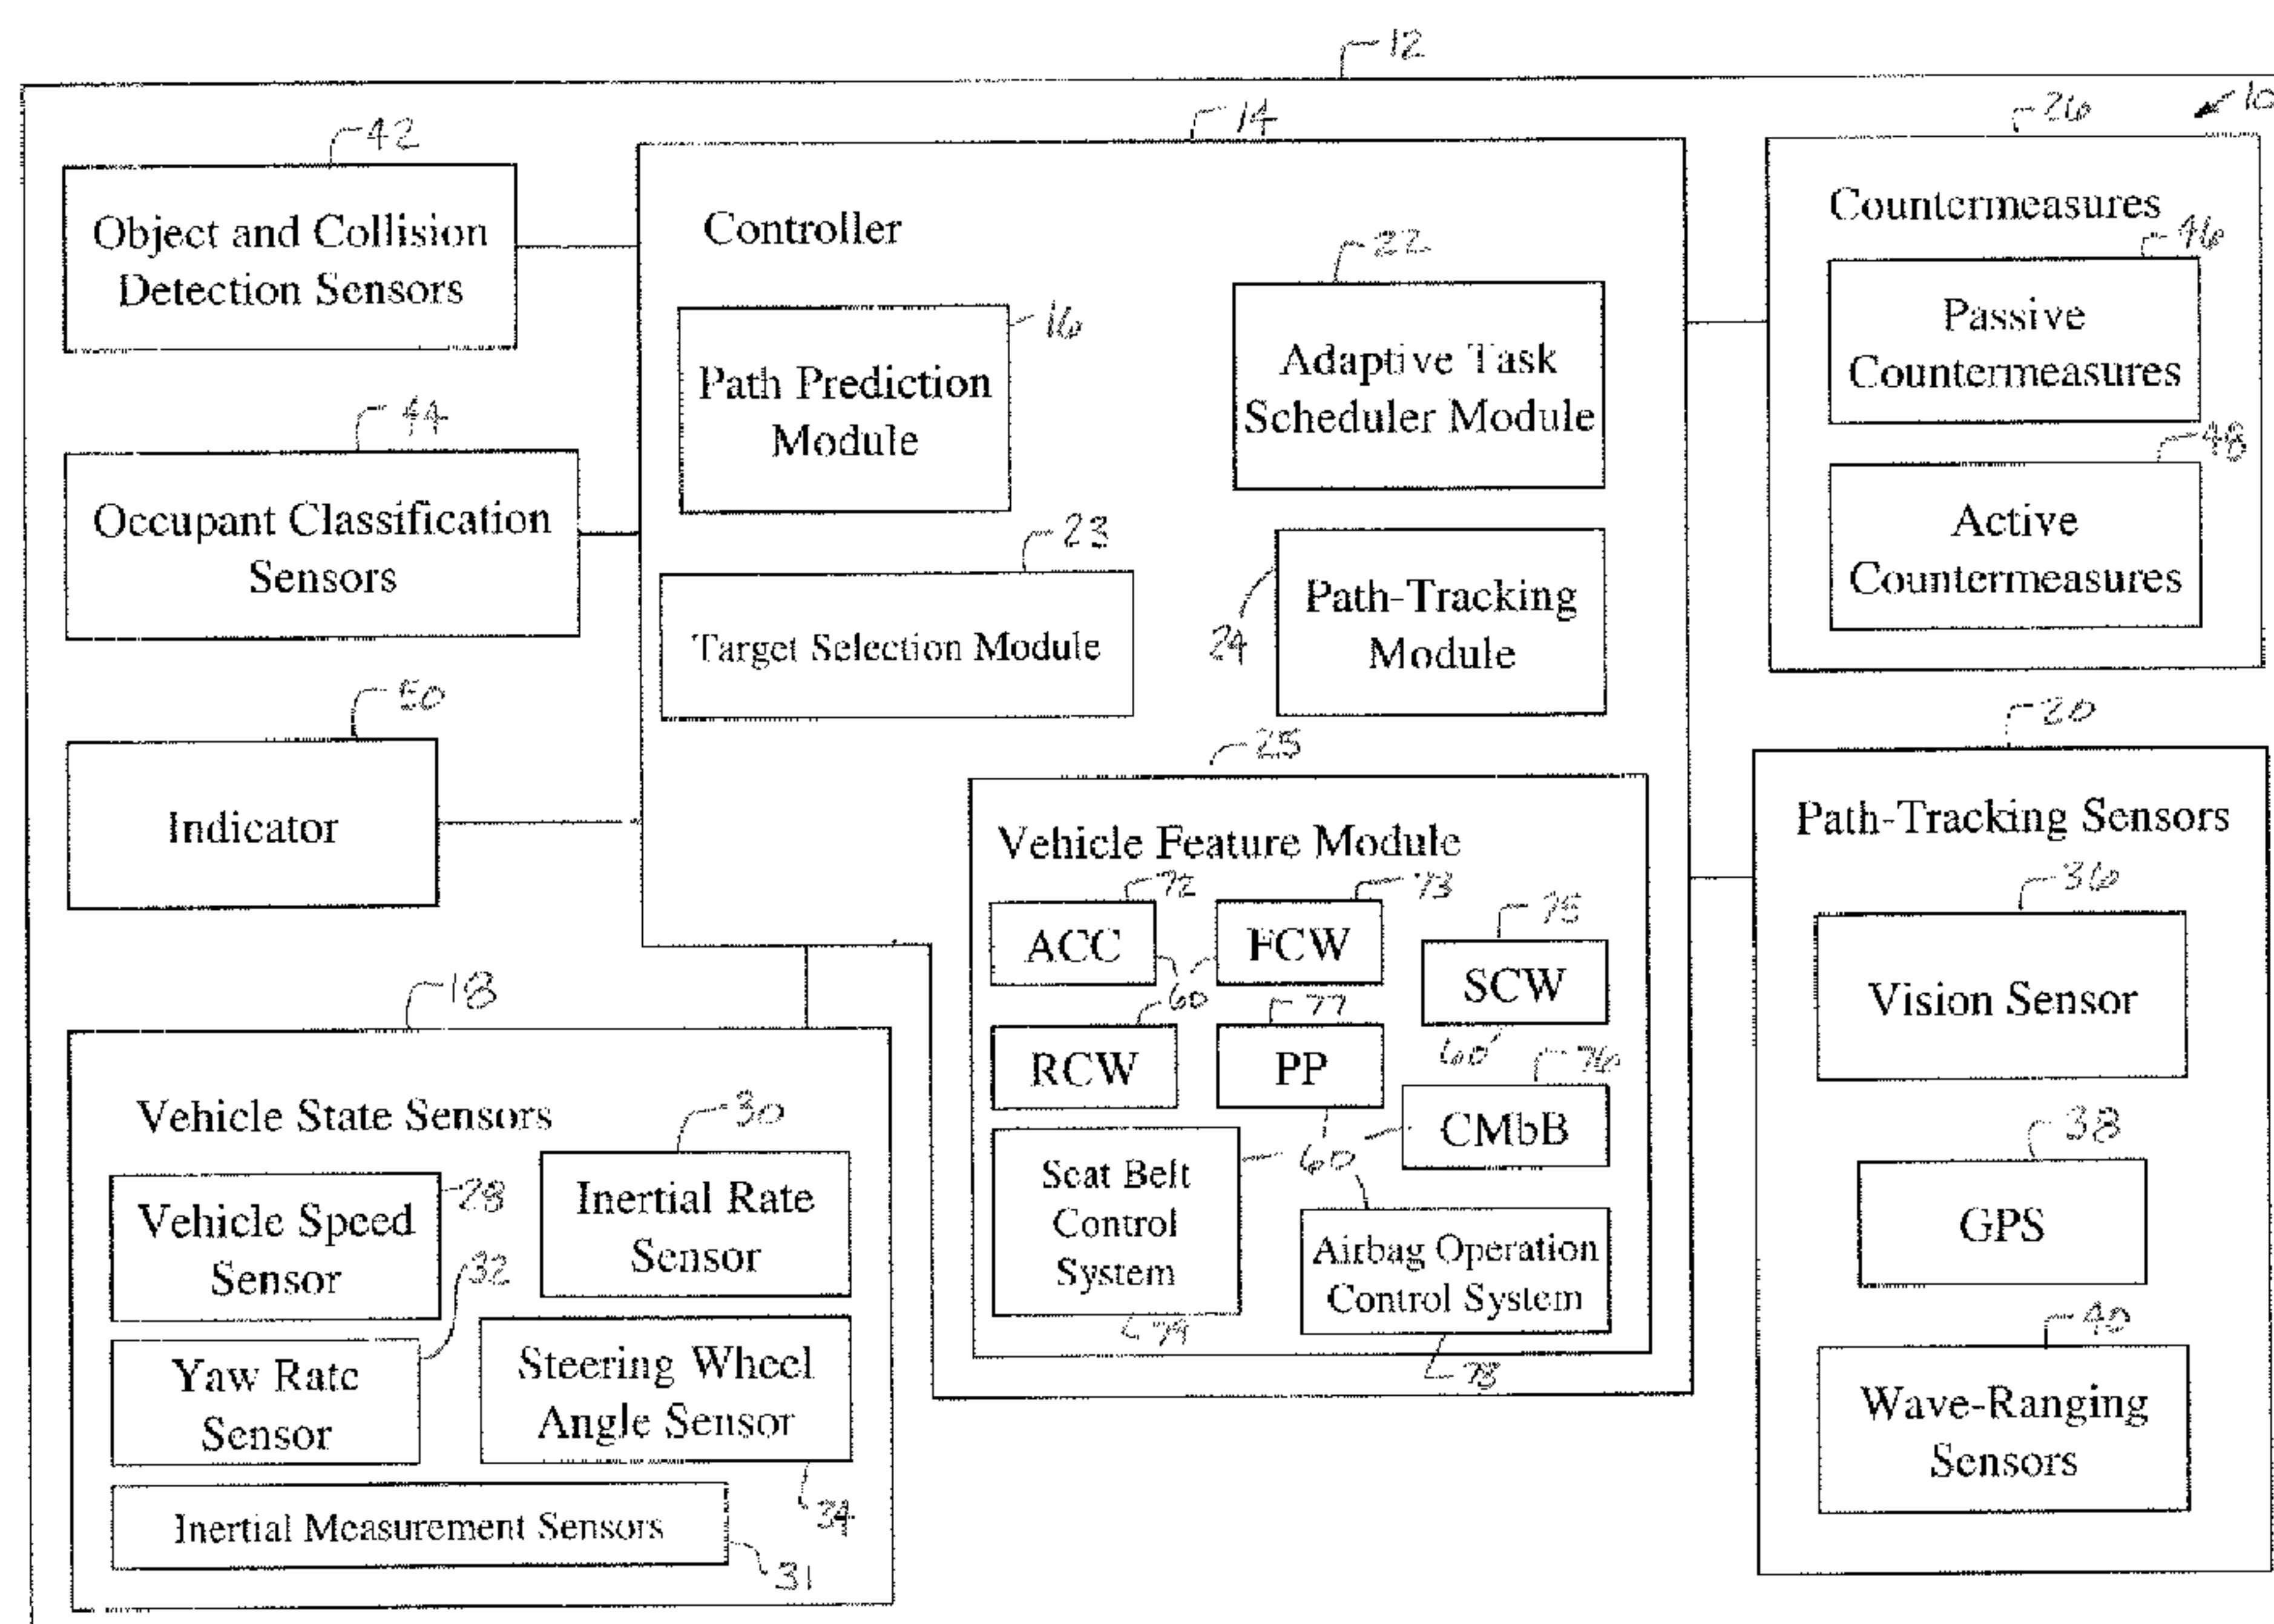 12
10
14
26
42
Object and Collision
Detection Sensors
Controller
22
Countermeasures
46
Passive
Countermeasures
16
Path Prediction
Module
Adaptive Task
Scheduler Module
44
Occupant Classification
Sensors
48
Active
Countermeasures
23
Target Selection Module
24
Path-Tracking
Module
50
Indicator
25
Vehicle Feature Module
72
ACC
73
FCW
75
SCW
60
60
RCW
77
PP
76
CMbB
60
Seat Belt
Control
System
79
Airbag Operation
Control System
78
20
Path-Tracking Sensors
36
Vision Sensor
38
GPS
40
Wave-Ranging
Sensors
18
Vehicle State Sensors
28
Vehicle Speed
Sensor
30
Inertial Rate
Sensor
32
Yaw Rate
Sensor
Steering Wheel
Angle Sensor
34
Inertial Measurement Sensors
31